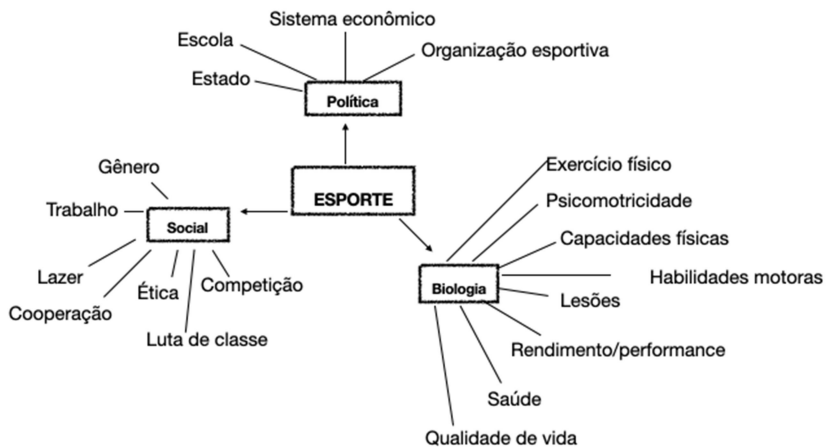 Sistema econômico
Escola
Organização esportiva
Estado
Política
ESPORTE
Gênero
Trabalho
Social
Lazer
Cooperação
Ética
Competição
Luta de classe
Exercício físico
Psicomotricidade
Capacidades físicas
Habilidades motoras
Biologia
Lesões
Rendimento/performance
Saúde
Qualidade de vida